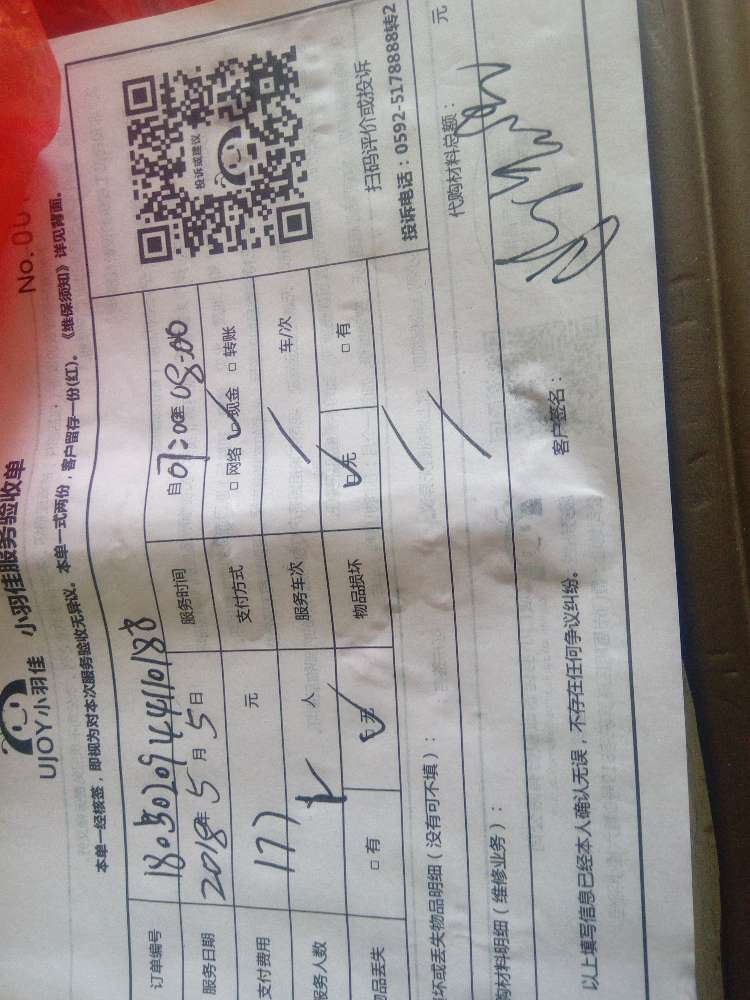 UJOY小羽佳 小羽佳服务验收单
No.00
本单一经核签，即视为对本次服务验收无异议。 本单一式两份，客户留存一份(红)。《维保须知》详见背面。
订单编号 1805020944110188
服务日期 2018年5月5日 服务时间 自07:00至08:00
支付费用 177 元 支付方式 □ 网络 ☑ 现金 □ 转账
服务人数 人 服务车次 / 车/次
物品丢失 □ 有 ☑ 无 物品损坏 ☑ 无 □ 有
投诉或建议
扫码评价或投诉
投诉电话：0592-5178888转2
坏或丢失物品明细（没有可不填）： /
购材料明细（维修业务）： / 代购材料总额： 元
以上填写信息已经本人确认无误，不存在任何争议纠纷。 客户签名：